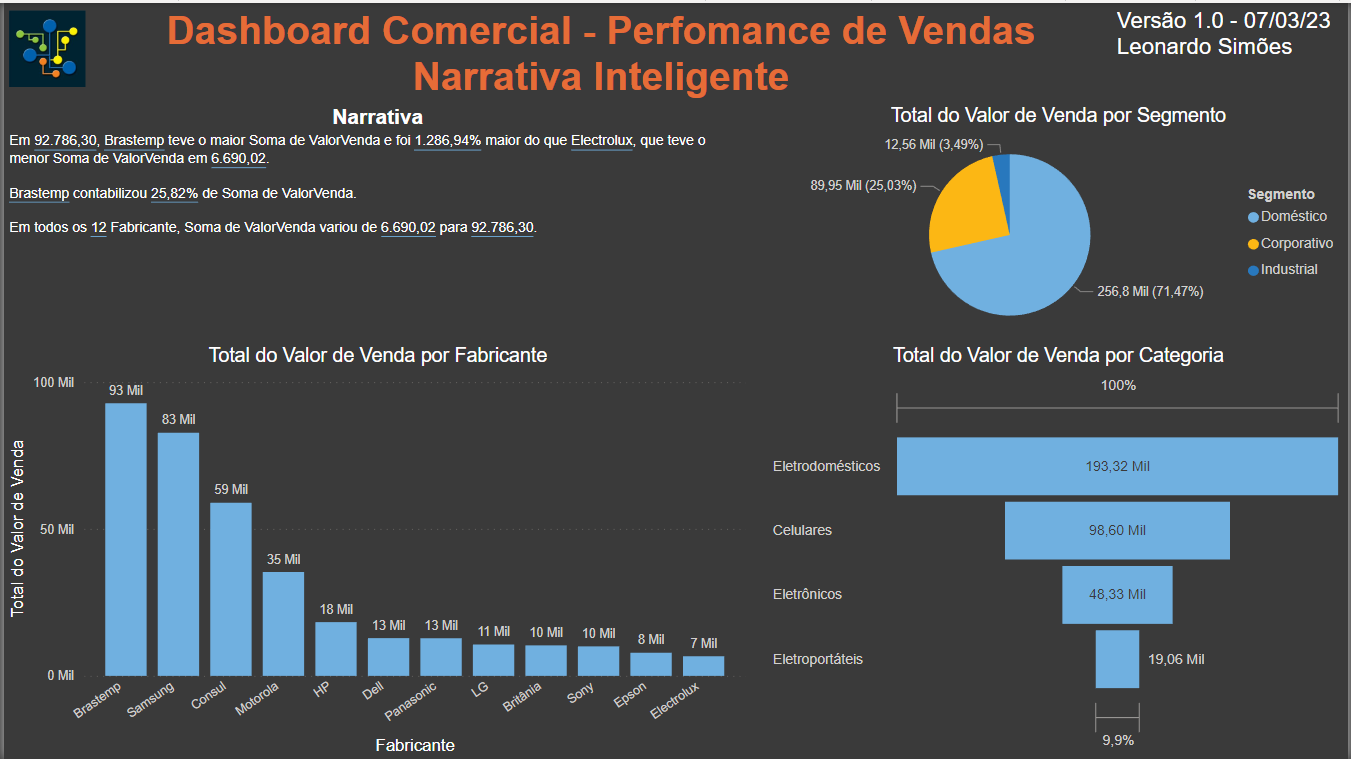 Dashboard Comercial - Perfomance de Vendas
Narrativa Inteligente
Versão 1.0 - 07/03/23
Leonardo Simões
Narrativa
Em 92.786,30, Brastemp teve o maior Soma de ValorVenda e foi 1.286,94% maior do que Electrolux, que teve o
menor Soma de ValorVenda em 6.690,02.
Brastemp contabilizou 25,82% de Soma de ValorVenda.
Em todos os 12 Fabricante, Soma de ValorVenda variou de 6.690,02 para 92.786,30.
Total do Valor de Venda por Segmento
12,56 Mil (3,49%)
89,95 Mil (25,03%)
256,8 Mil (71,47%)
Segmento
Doméstico
Corporativo
Industrial
Total do Valor de Venda por Fabricante
Total do Valor de Venda
100 Mil
50 Mil
0 Mil
93 Mil
83 Mil
59 Mil
35 Mil
18 Mil
13 Mil
13 Mil
11 Mil
10 Mil
10 Mil
8 Mil
7 Mil
Brastemp
Samsung
Consul
Motorola
HP
Dell
Panasonic
LG
Britânia
Sony
Epson
Electrolux
Fabricante
Total do Valor de Venda por Categoria
100%
Eletrodomésticos
193,32 Mil
Celulares
98,60 Mil
Eletrônicos
48,33 Mil
Eletroportáteis
19,06 Mil
9,9%